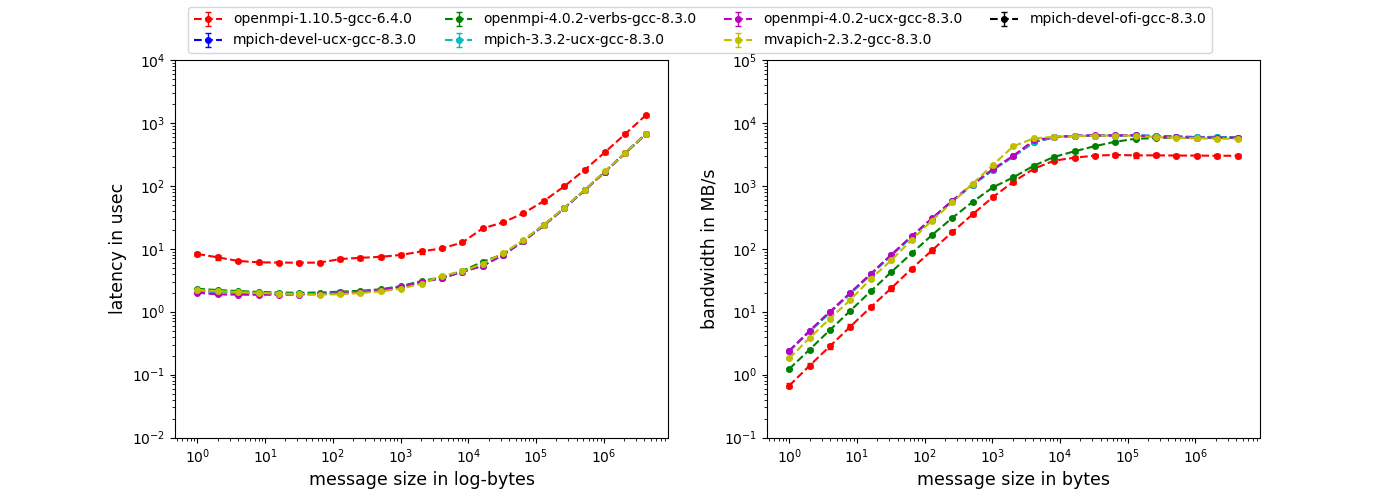 openmpi-1.10.5-gcc-6.4.0
openmpi-4.0.2-verbs-gcc-8.3.0
openmpi-4.0.2-ucx-gcc-8.3.0
mpich-devel-ofi-gcc-8.3.0
mpich-devel-ucx-gcc-8.3.0
mpich-3.3.2-ucx-gcc-8.3.0
mvapich-2.3.2-gcc-8.3.0
latency in usec
10⁴
10³
10²
10¹
10⁰
10⁻¹
10⁻²
10⁰ 10¹ 10² 10³ 10⁴ 10⁵ 10⁶
message size in log-bytes
bandwidth in MB/s
10⁵
10⁴
10³
10²
10¹
10⁰
10⁻¹
10⁰ 10¹ 10² 10³ 10⁴ 10⁵ 10⁶
message size in bytes